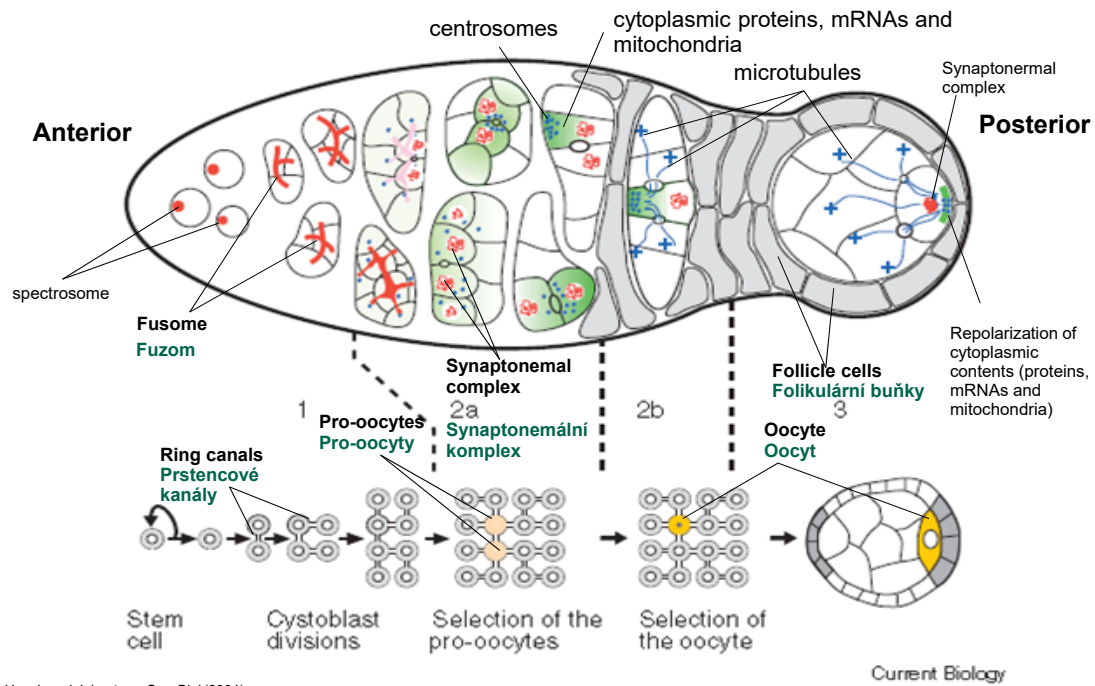 centrosomes
cytoplasmic proteins, mRNAs and
mitochondria
microtubules
Synaptonermal
complex
Anterior
Posterior
spectrosome
Fusome
Fuzom
Synaptonemal
complex
Synaptonemální
komplex
Follicle cells
Folikulární buňky
Repolarization of
cytoplasmic
contents (proteins,
mRNAs and
mitochondria)
1
2a
2b
3
Pro-oocytes
Pro-oocyty
Oocyte
Oocyt
Ring canals
Prstencové
kanály
Stem
cell
Cystoblast
divisions
Selection of the
pro-oocytes
Selection of
the oocyte
Current Biology